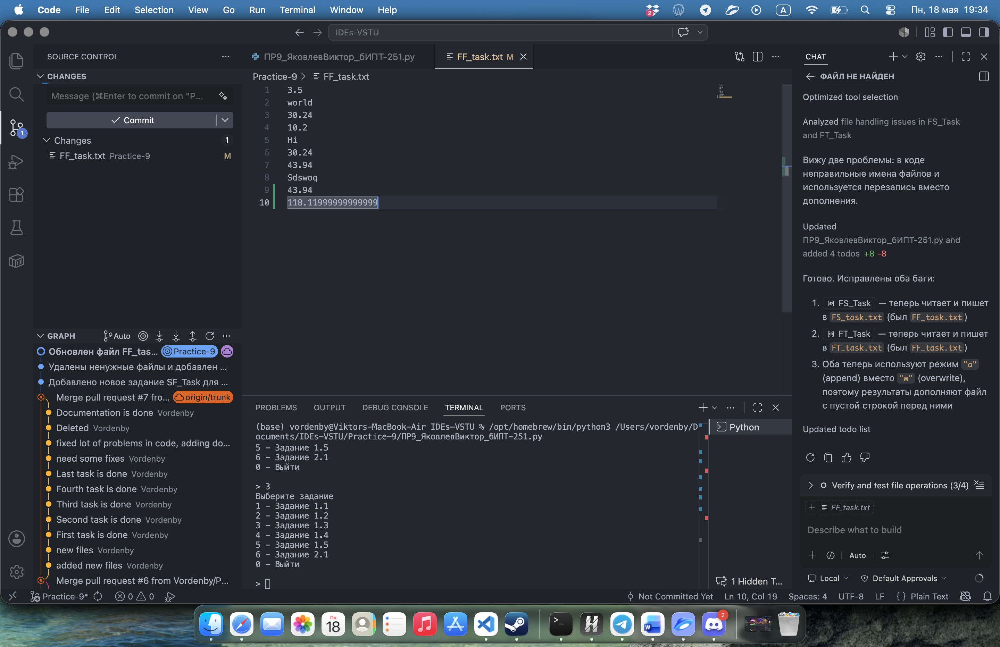 Code File Edit Selection View Go Run Terminal Window Help
2
A
Пн, 18 мая 19:34
IDEs-VSTU
SOURCE CONTROL
CHANGES
Message (⌘Enter to commit on "P...
Commit
Changes 1
FF_task.txt Practice-9 M
1
GRAPH Auto
Обновлен файл FF_tas... Practice-9
Удалены ненужные файлы и добавлен ...
Добавлено новое задание SF_Task для ...
Merge pull request #7 fro... origin/trunk
Documentation is done Vordenby
Deleted Vordenby
fixed lot of problems in code, adding do...
need some fixes Vordenby
Last task is done Vordenby
Fourth task is done Vordenby
Third task is done Vordenby
Second task is done Vordenby
First task is done Vordenby
new files Vordenby
added new files Vordenby
Merge pull request #6 from Vordenby/P...
ПР9_ЯковлевВиктор_бИПТ-251.py
FF_task.txt M
Practice-9 > FF_task.txt
1 3.5
2 world
3 30.24
4 10.2
5 Hi
6 30.24
7 43.94
8 Sdswoq
9 43.94
10 118.11999999999999
PROBLEMS OUTPUT DEBUG CONSOLE TERMINAL PORTS
(base) vordenby@Viktors-MacBook-Air IDEs-VSTU % /opt/homebrew/bin/python3 /Users/vordenby/D
ocuments/IDEs-VSTU/Practice-9/ПР9_ЯковлевВиктор_бИПТ-251.py
5 - Задание 1.5
6 - Задание 2.1
0 - Выйти
> 3
Выберите задание
1 - Задание 1.1
2 - Задание 1.2
3 - Задание 1.3
4 - Задание 1.4
5 - Задание 1.5
6 - Задание 2.1
0 - Выйти
>
Python
1 Hidden T...
CHAT
ФАЙЛ НЕ НАЙДЕН
Optimized tool selection
Analyzed file handling issues in FS_Task
and FT_Task
Вижу две проблемы: в коде
неправильные имена файлов и
используется перезапись вместо
дополнения.
Updated
ПР9_ЯковлевВиктор_бИПТ-251.py and
added 4 todos +8 -8
Готово. Исправлены оба баги:
1. FS_Task — теперь читает и пишет
в FS_task.txt (был FF_task.txt)
2. FT_Task — теперь читает и пишет
в FT_task.txt (был FF_task.txt)
3. Оба теперь используют режим "a"
(append) вместо "w" (overwrite),
поэтому результаты дополняют файл
с пустой строкой перед ними
Updated todo list
Verify and test file operations (3/4)
FF_task.txt
Describe what to build
Auto
Local Default Approvals
Practice-9* 0 0
Not Committed Yet Ln 10, Col 19 Spaces: 4 UTF-8 LF {} Plain Text
Пн
18
W
2